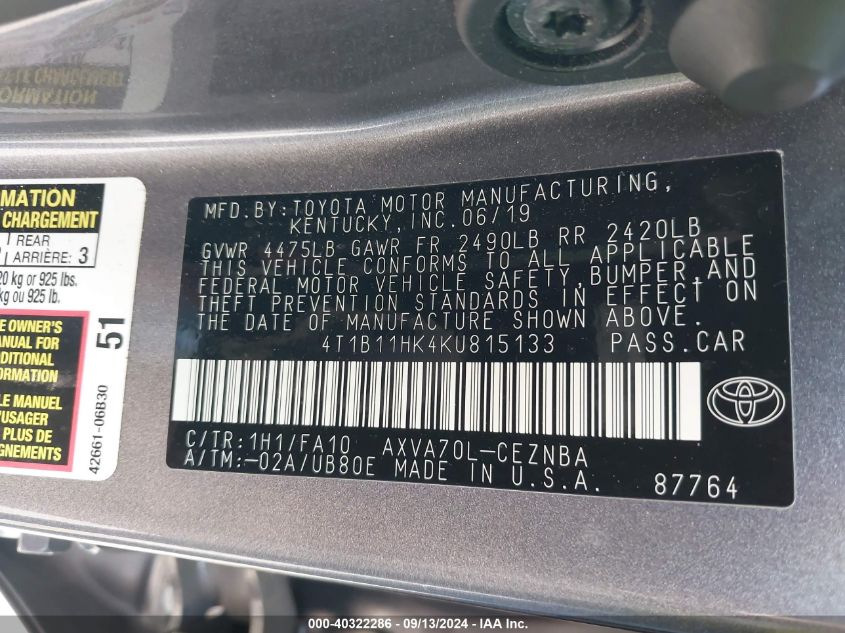 MFD.BY:TOYOTA MOTOR MANUFACTURING,
KENTUCKY,INC.06/19
GVWR 4475LB GAWR FR 2490LB RR 2420LB
THIS VEHICLE CONFORMS TO ALL APPLICABLE
FEDERAL MOTOR VEHICLE SAFETY,BUMPER,AND
THEFT PREVENTION STANDARDS IN EFFECT ON
THE DATE OF MANUFACTURE SHOWN ABOVE.
4T1B11HK4KU815133 PASS.CAR
C/TR:1H1/FA10 AXVA70L-CEZNBA
A/TM:-02A/UB80E MADE IN U.S.A. 87764
MATION
CHARGEMENT
REAR
ARRIÈRE: 3
20 kg or 925 lbs.
kg ou 925 lb.
E OWNER'S
ANUAL FOR
DDITIONAL
FORMATION
LE MANUEL
L'USAGER
PLUS DE
GNEMENTS
51
42661-06B30
000-40322286 - 09/13/2024 - IAA Inc.